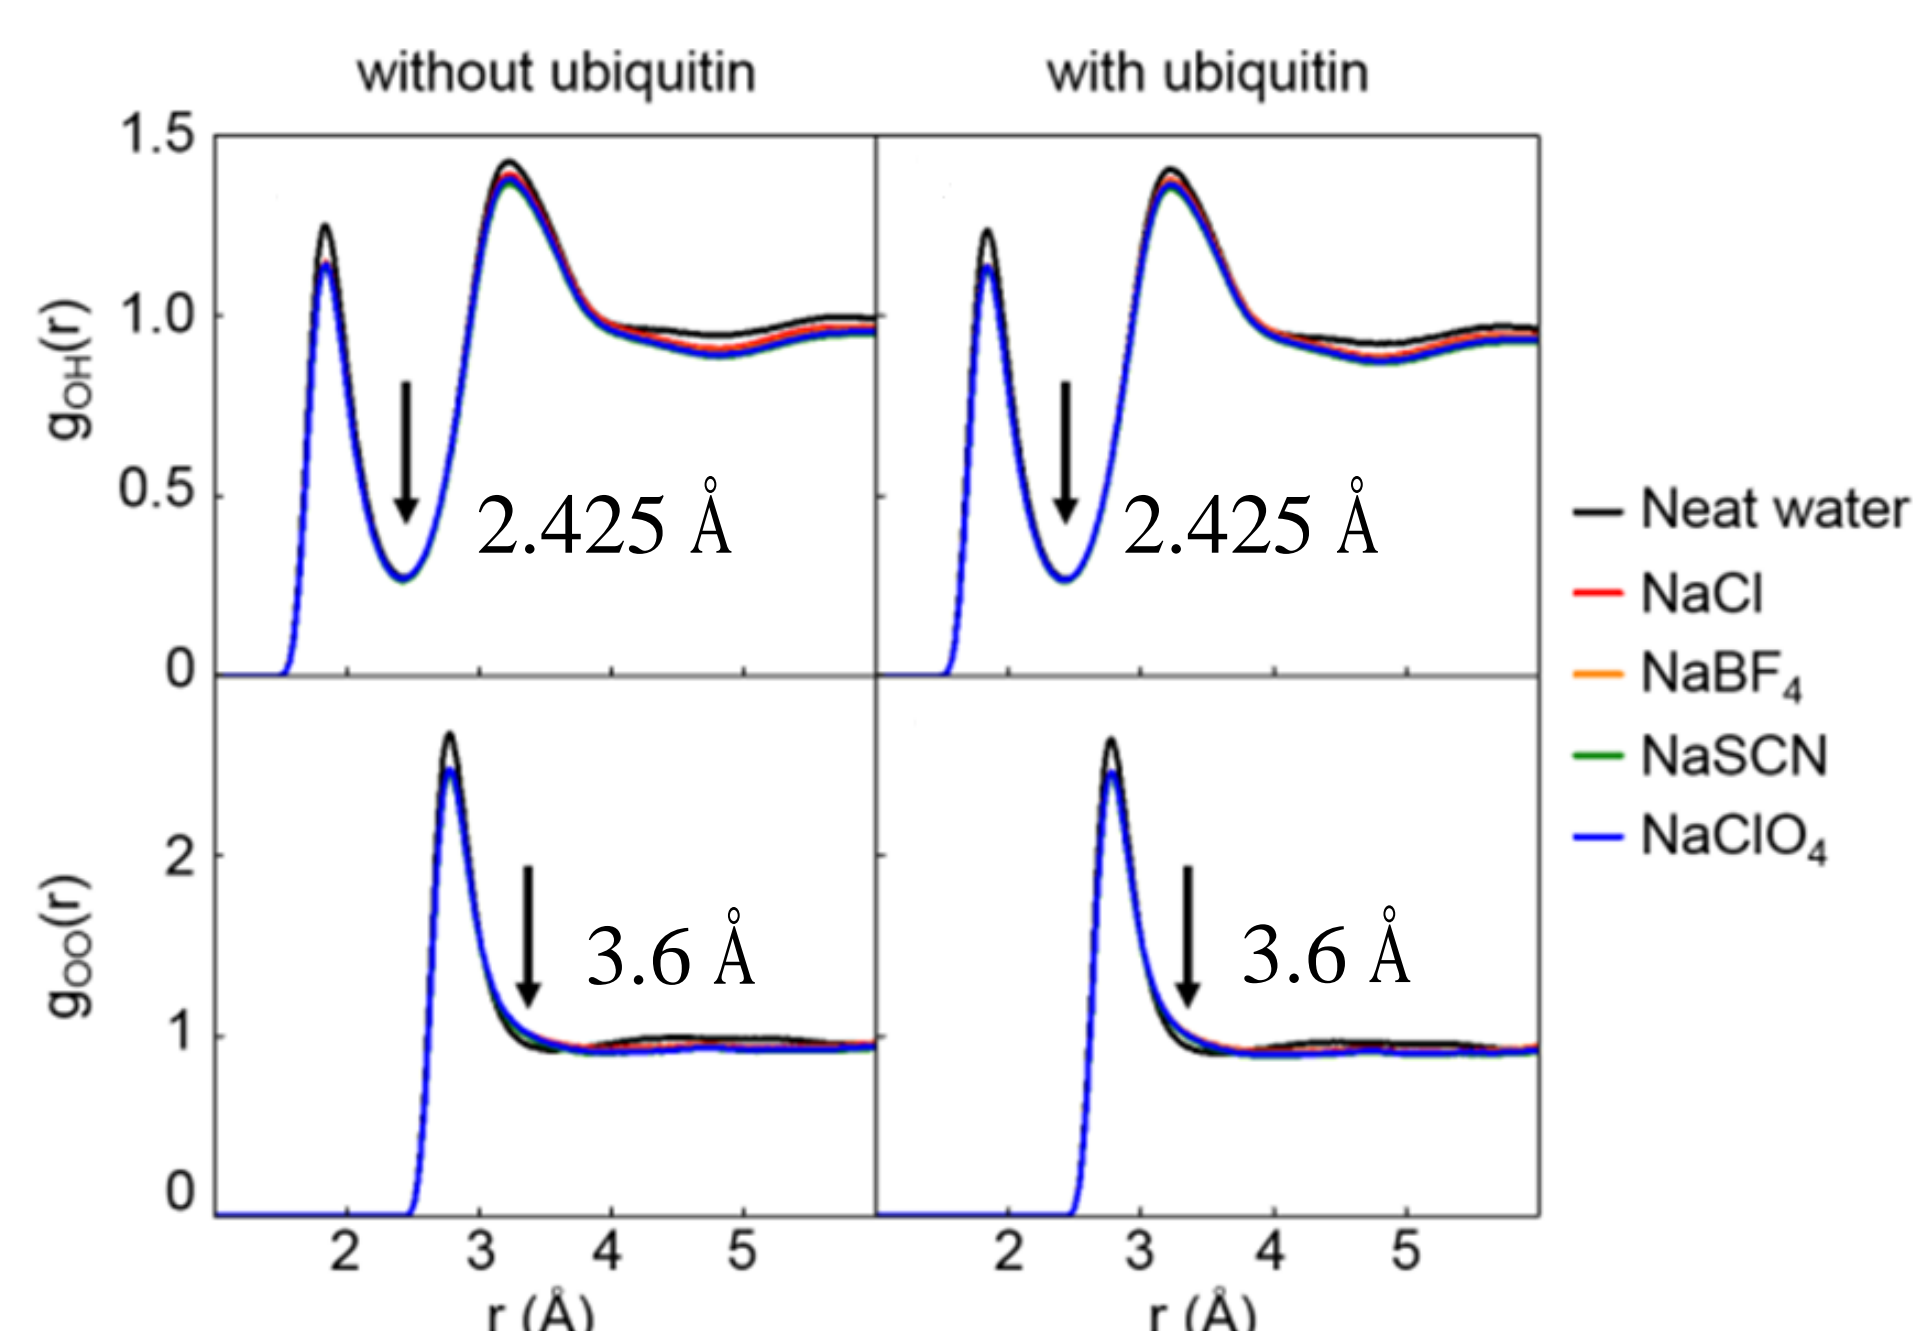 without ubiquitin
with ubiquitin
1.5
1.0
0.5
0
gOH(r)
2.425 Å
2.425 Å
Neat water
NaCl
NaBF₄
NaSCN
NaClO₄
2
1
0
gOO(r)
3.6 Å
3.6 Å
2 3 4 5
2 3 4 5
r (Å)
r (Å)